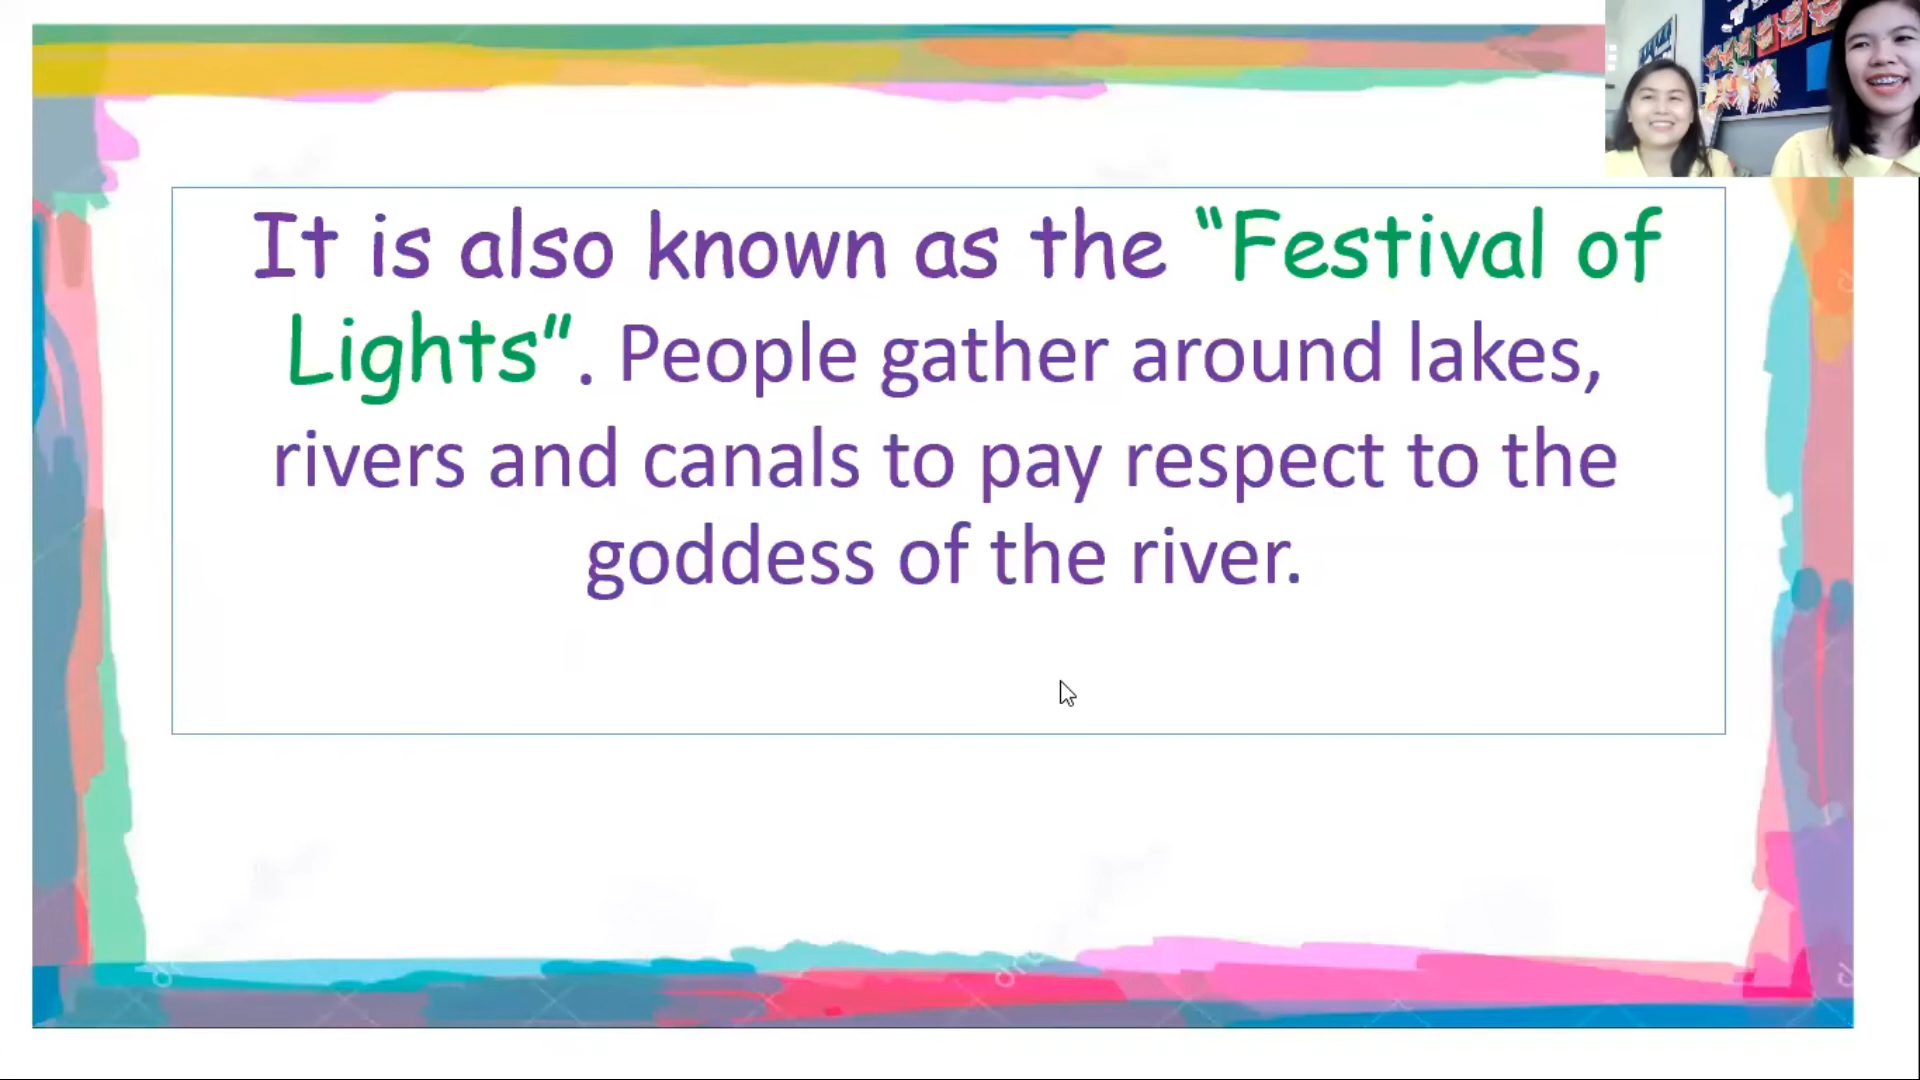 It is also known as the “Festival of
Lights”. People gather around lakes,
rivers and canals to pay respect to the
goddess of the river.